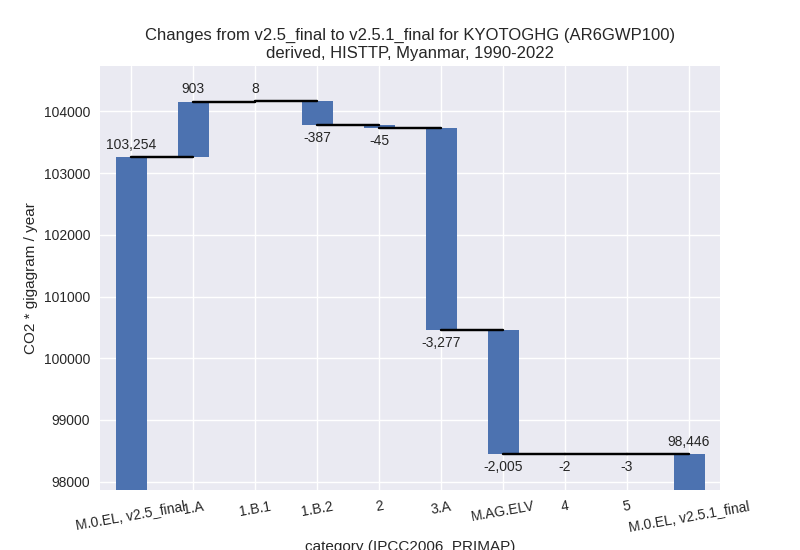 Changes from v2.5_final to v2.5.1_final for KYOTOGHG (AR6GWP100)
derived, HISTTP, Myanmar, 1990-2022
CO2 * gigagram / year
104000
103000
102000
101000
100000
99000
98000
103,254
903
8
-387
-45
-3,277
-2,005
-2
-3
98,446
M.0.EL, v2.5_final
1.A
1.B.1
1.B.2
2
3.A
M.AG.ELV
4
5
M.0.EL, v2.5.1_final
category (IPCC2006_PRIMAP)